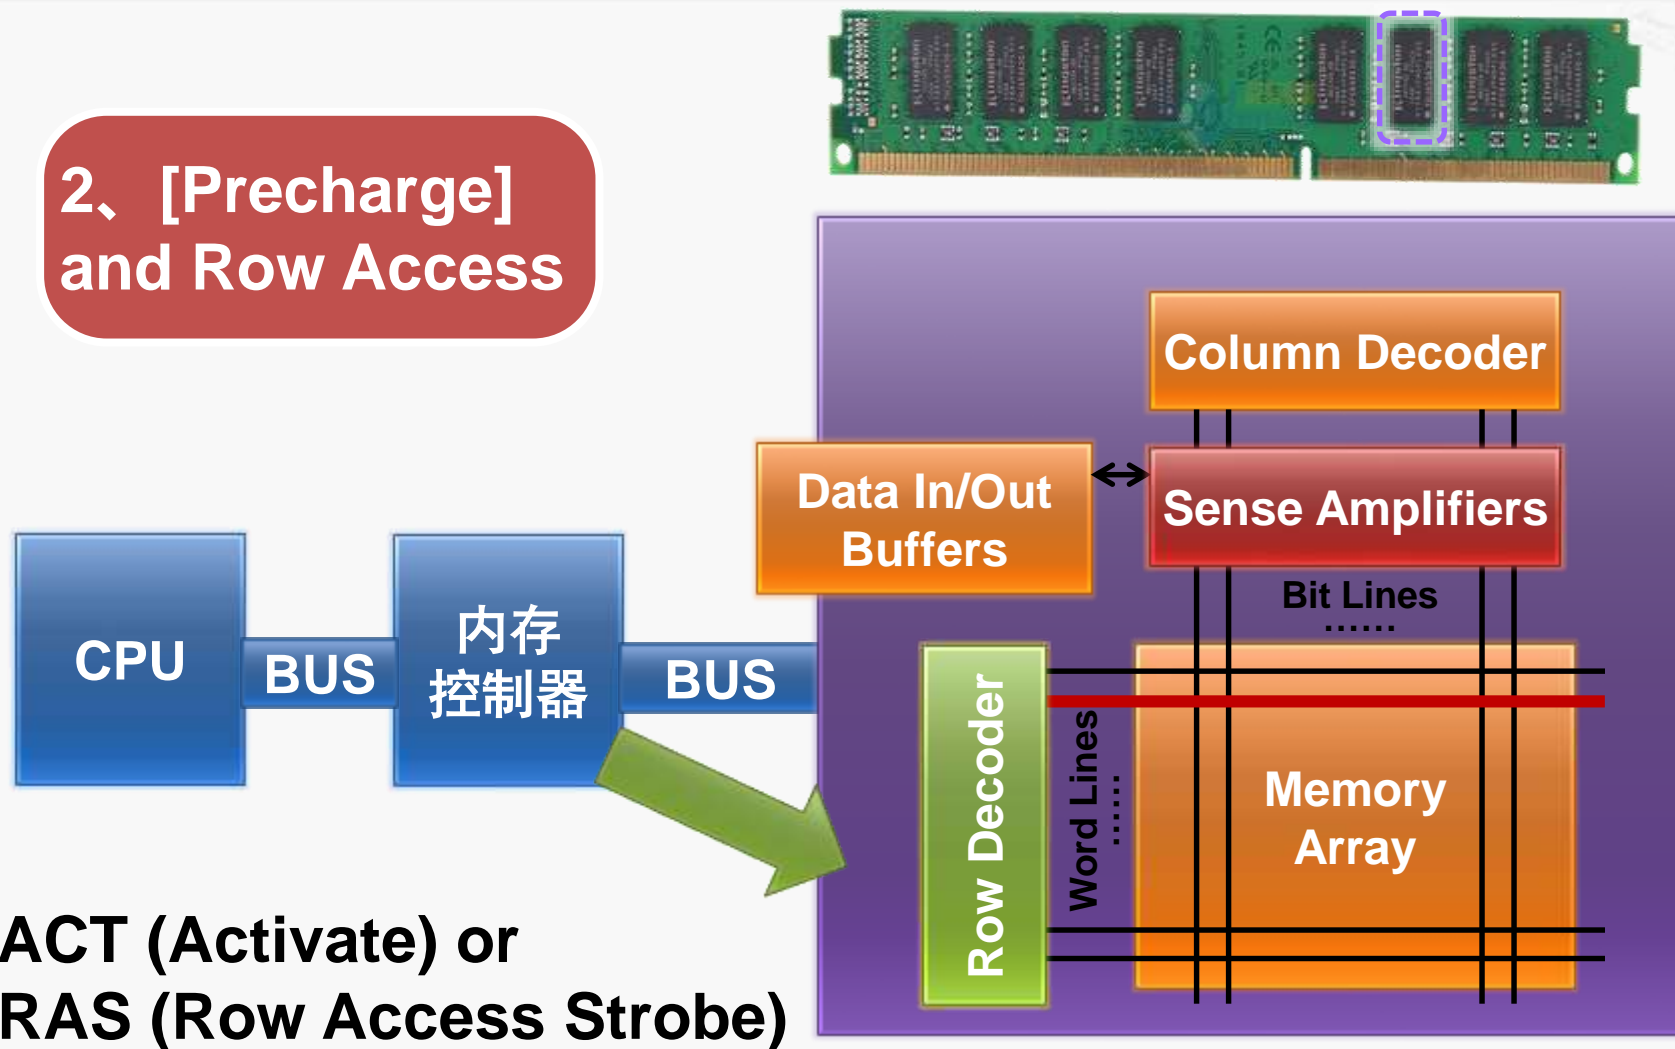 2、[Precharge]
and Row Access
Column Decoder
Data In/Out
Buffers
Sense Amplifiers
Bit Lines
......
CPU
BUS
内存
控制器
BUS
Row Decoder
Word Lines
......
Memory
Array
ACT (Activate) or
RAS (Row Access Strobe)